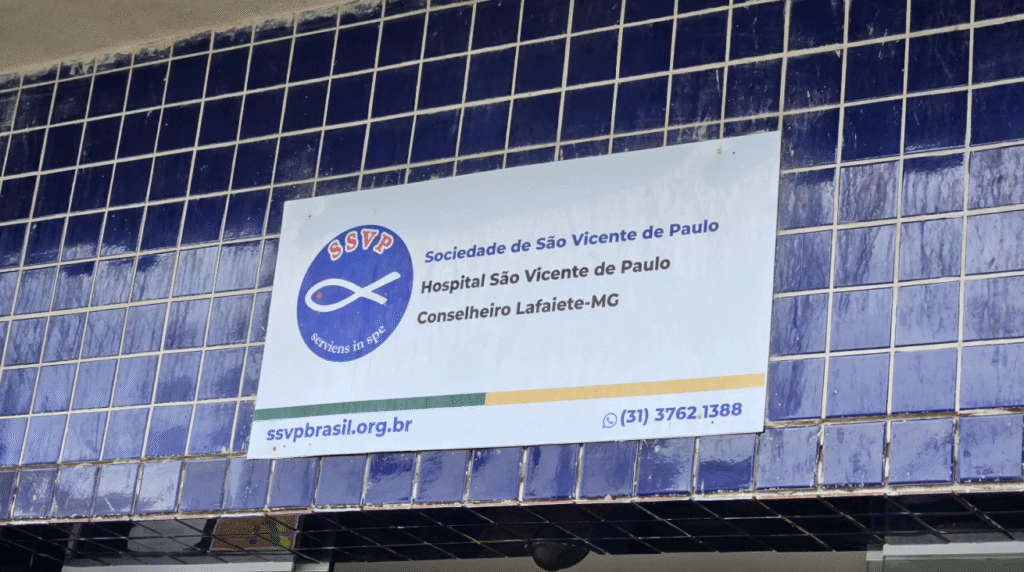 SSVP
serviens in spe
Sociedade de São Vicente de Paulo
Hospital São Vicente de Paulo
Conselheiro Lafaiete-MG
ssvpbrasil.org.br
(31) 3762.1388